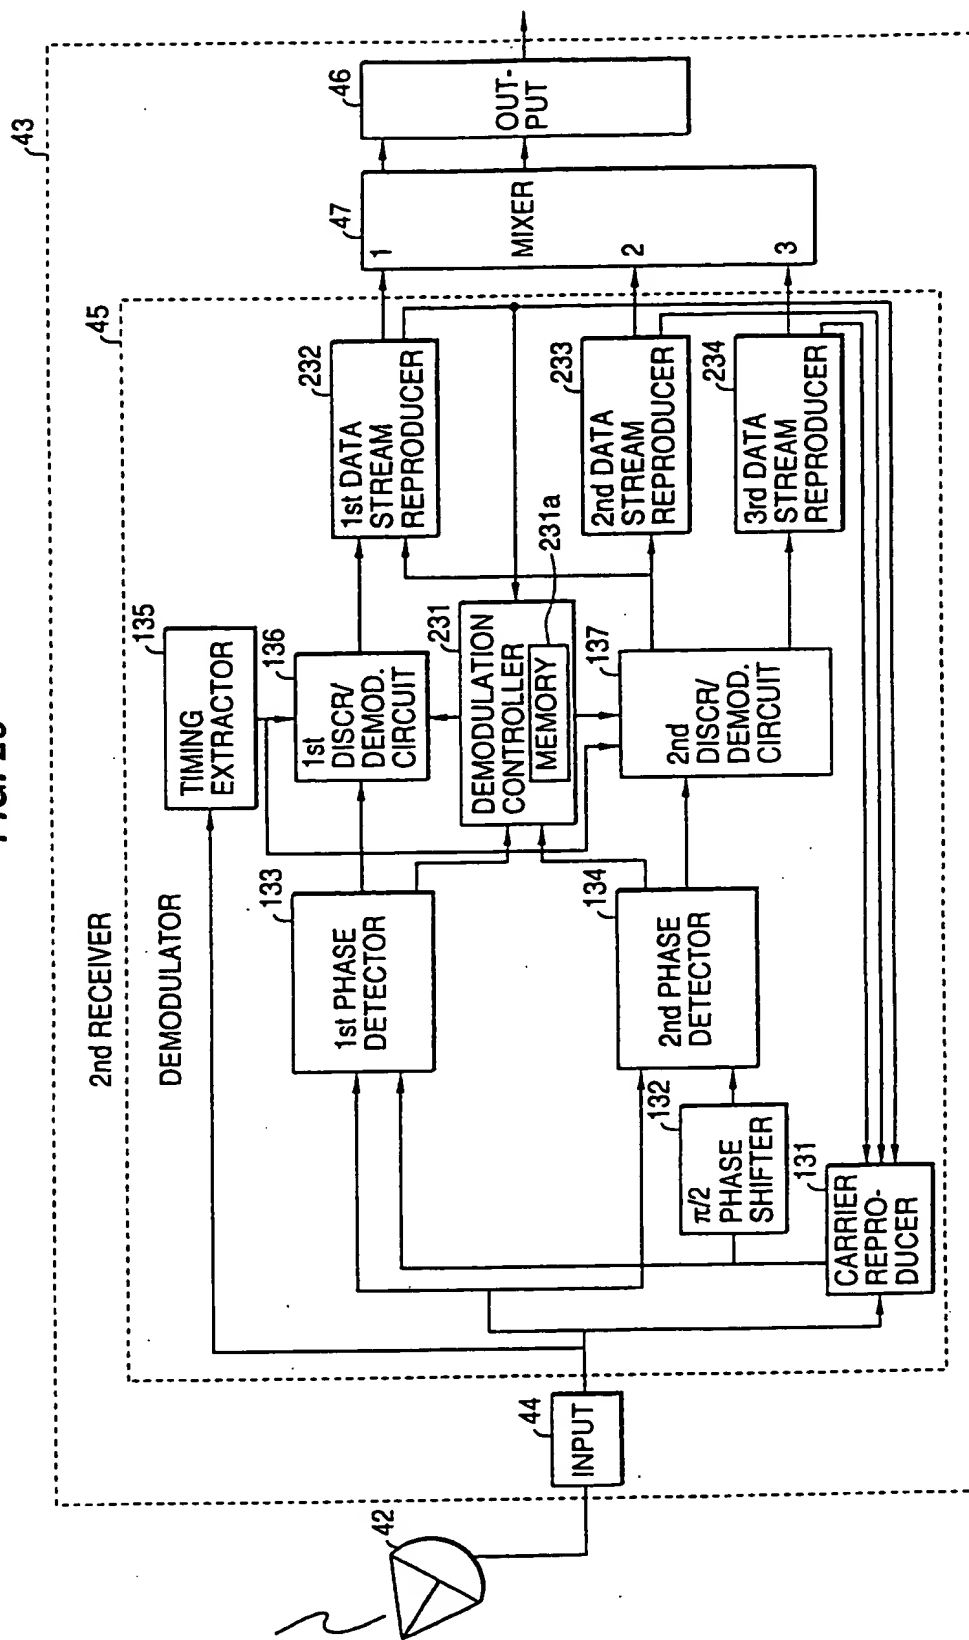 FIG.
43
2nd RECEIVER
45
DEMODULATOR
42
44
INPUT
135
TIMING
EXTRACTOR
133
1st PHASE
DETECTOR
136
1st
DISCR/
DEMOD.
CIRCUIT
232
1st DATA
STREAM
REPRODUCER
47
1
MIXER
2
3
46
OUT-
PUT
231
DEMODULATION
CONTROLLER
MEMORY
231a
134
2nd PHASE
DETECTOR
137
2nd
DISCR/
DEMOD.
CIRCUIT
233
2nd DATA
STREAM
REPRODUCER
234
3rd DATA
STREAM
REPRODUCER
132
π/2
PHASE
SHIFTER
131
CARRIER
REPRO-
DUCER